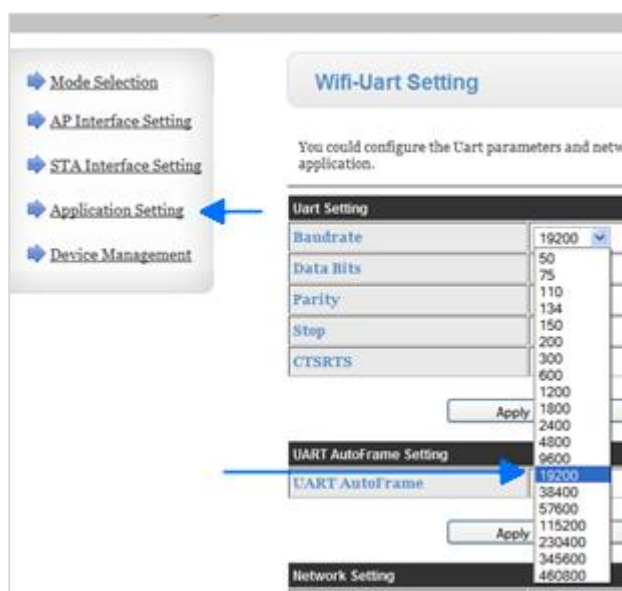 Mode Selection
AP Interface Setting
STA Interface Setting
Application Setting
Device Management
Wifi-Uart Setting
You could configure the Uart parameters and netw
application.
Uart Setting
Baudrate
19200
Data Bits
Parity
Stop
CTSRTS
50
75
110
134
150
200
300
600
1200
1800
2400
4800
9600
19200
38400
57600
115200
230400
345600
460800
Apply
UART AutoFrame Setting
UART AutoFrame
Apply
Network Setting